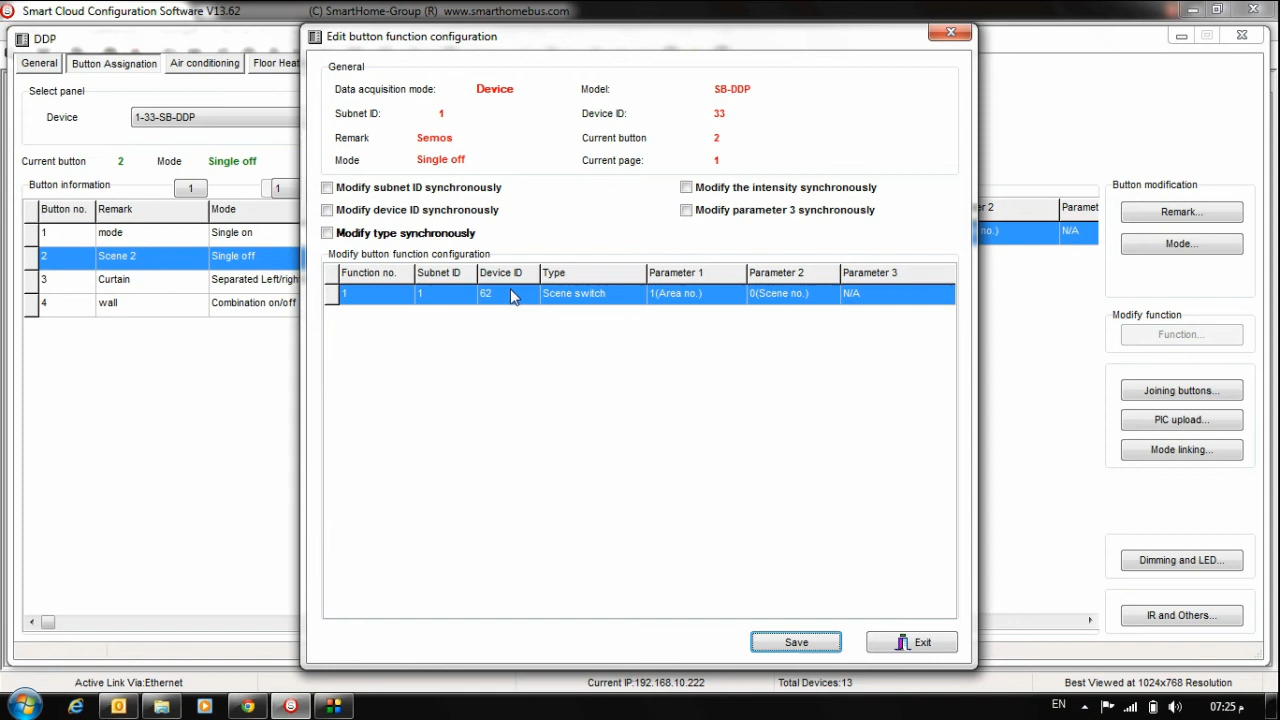 Smart Cloud Configuration Software V13.62 (C) SmartHome-Group (R) www.smarthomebus.com
DDP
General Button Assignation Air conditioning Floor Heat
Select panel
Device 1-33-SB-DDP
Current button 2 Mode Single off
Button information 1 1
Button no. Remark Mode
1 mode Single on
2 Scene 2 Single off
3 Curtain Separated Left/right
4 wall Combination on/off
Edit button function configuration
General
Data acquisition mode: Device Model: SB-DDP
Subnet ID: 1 Device ID: 33
Remark Semos Current button 2
Mode Single off Current page: 1
Modify subnet ID synchronously Modify the intensity synchronously
Modify device ID synchronously Modify parameter 3 synchronously
Modify type synchronously
Modify button function configuration
Function no. Subnet ID Device ID Type Parameter 1 Parameter 2 Parameter 3
1 1 62 Scene switch 1(Area no.) 0(Scene no.) N/A
Save Exit
r 2 Paramet
no.) N/A
Button modification
Remark...
Mode...
Modify function
Function...
Joining buttons...
PIC upload...
Mode linking...
Dimming and LED...
IR and Others...
Active Link Via:Ethernet Current IP:192.168.10.222 Total Devices:13 Best Viewed at 1024x768 Resolution
EN 07:25 م